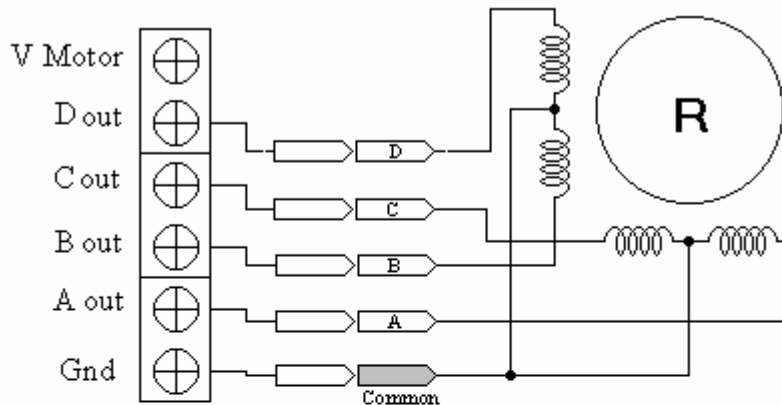 V Motor
D out
C out
B out
A out
Gnd
D
C
B
A
Common
R